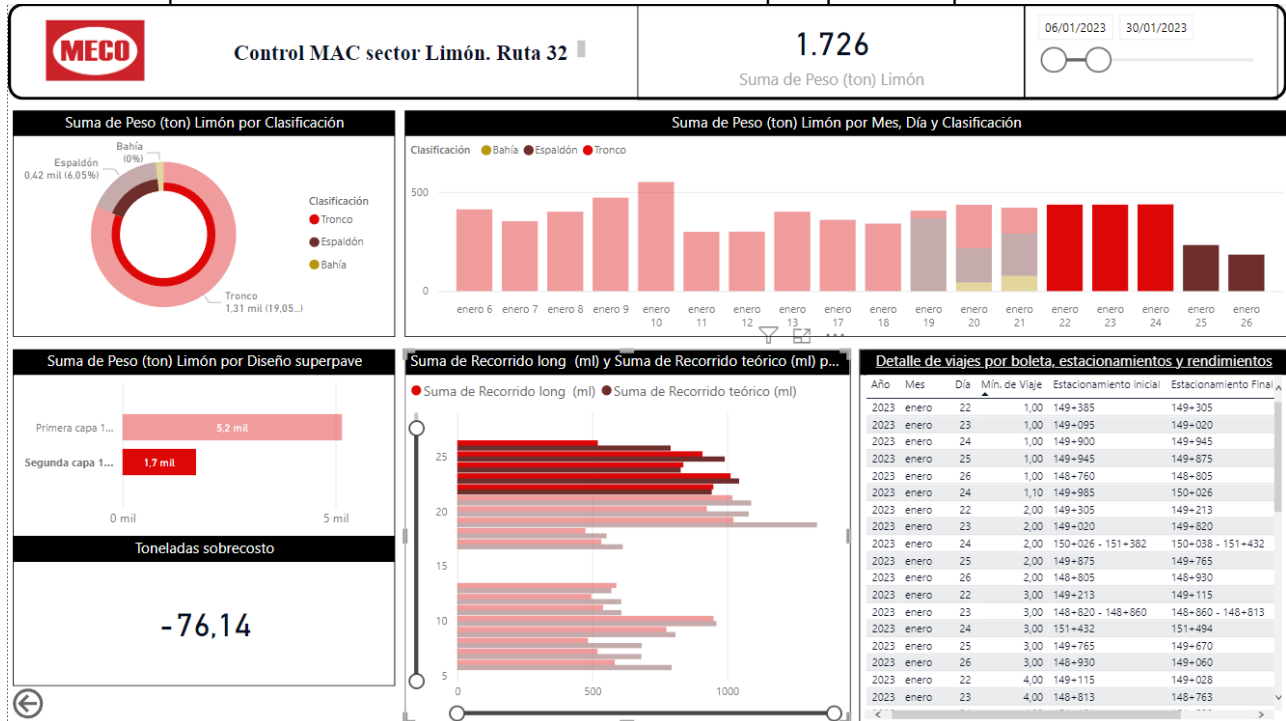 MECO
Control MAC sector Limón. Ruta 32
1.726
Suma de Peso (ton) Limón
06/01/2023 30/01/2023
Suma de Peso (ton) Limón por Clasificación
Bahía
(0%)
Espaldón
0,42 mil (6,05%)
Clasificación
Tronco
Espaldón
Bahía
Tronco
1,31 mil (19,05...)
Suma de Peso (ton) Limón por Mes, Día y Clasificación
Clasificación Bahía Espaldón Tronco
500
0
enero 6 enero 7 enero 8 enero 9 enero 10 enero 11 enero 12 enero 13 enero 17 enero 18 enero 19 enero 20 enero 21 enero 22 enero 23 enero 24 enero 25 enero 26
Suma de Peso (ton) Limón por Diseño superpave
Primera capa 1... 5,2 mil
Segunda capa 1... 1,7 mil
0 mil 5 mil
Toneladas sobrecosto
-76,14
Suma de Recorrido long (ml) y Suma de Recorrido teórico (ml) p...
Suma de Recorrido long (ml) Suma de Recorrido teórico (ml)
25
20
15
10
5
0 500 1000
Detalle de viajes por boleta, estacionamientos y rendimientos
Año Mes Día Mín. de Viaje Estacionamiento inicial Estacionamiento Final
2023 enero 22 1,00 149+385 149+305
2023 enero 23 1,00 149+095 149+020
2023 enero 24 1,00 149+900 149+945
2023 enero 25 1,00 149+945 149+875
2023 enero 26 1,00 148+760 148+805
2023 enero 24 1,10 149+985 150+026
2023 enero 22 2,00 149+305 149+213
2023 enero 23 2,00 149+020 149+820
2023 enero 24 2,00 150+026 - 151+382 150+038 - 151+432
2023 enero 25 2,00 149+875 149+765
2023 enero 26 2,00 148+805 148+930
2023 enero 22 3,00 149+213 149+115
2023 enero 23 3,00 148+820 - 148+860 148+860 - 148+813
2023 enero 24 3,00 151+432 151+494
2023 enero 25 3,00 149+765 149+670
2023 enero 26 3,00 148+930 149+060
2023 enero 22 4,00 149+115 149+028
2023 enero 23 4,00 148+813 148+763